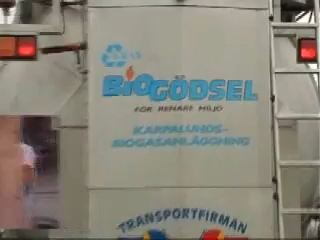 BIOGÖDSEL
FÖR RENARE MILJÖ
KARPALUNDS-
BIOGASANLÄGGNING
TRANSPORTFIRMAN